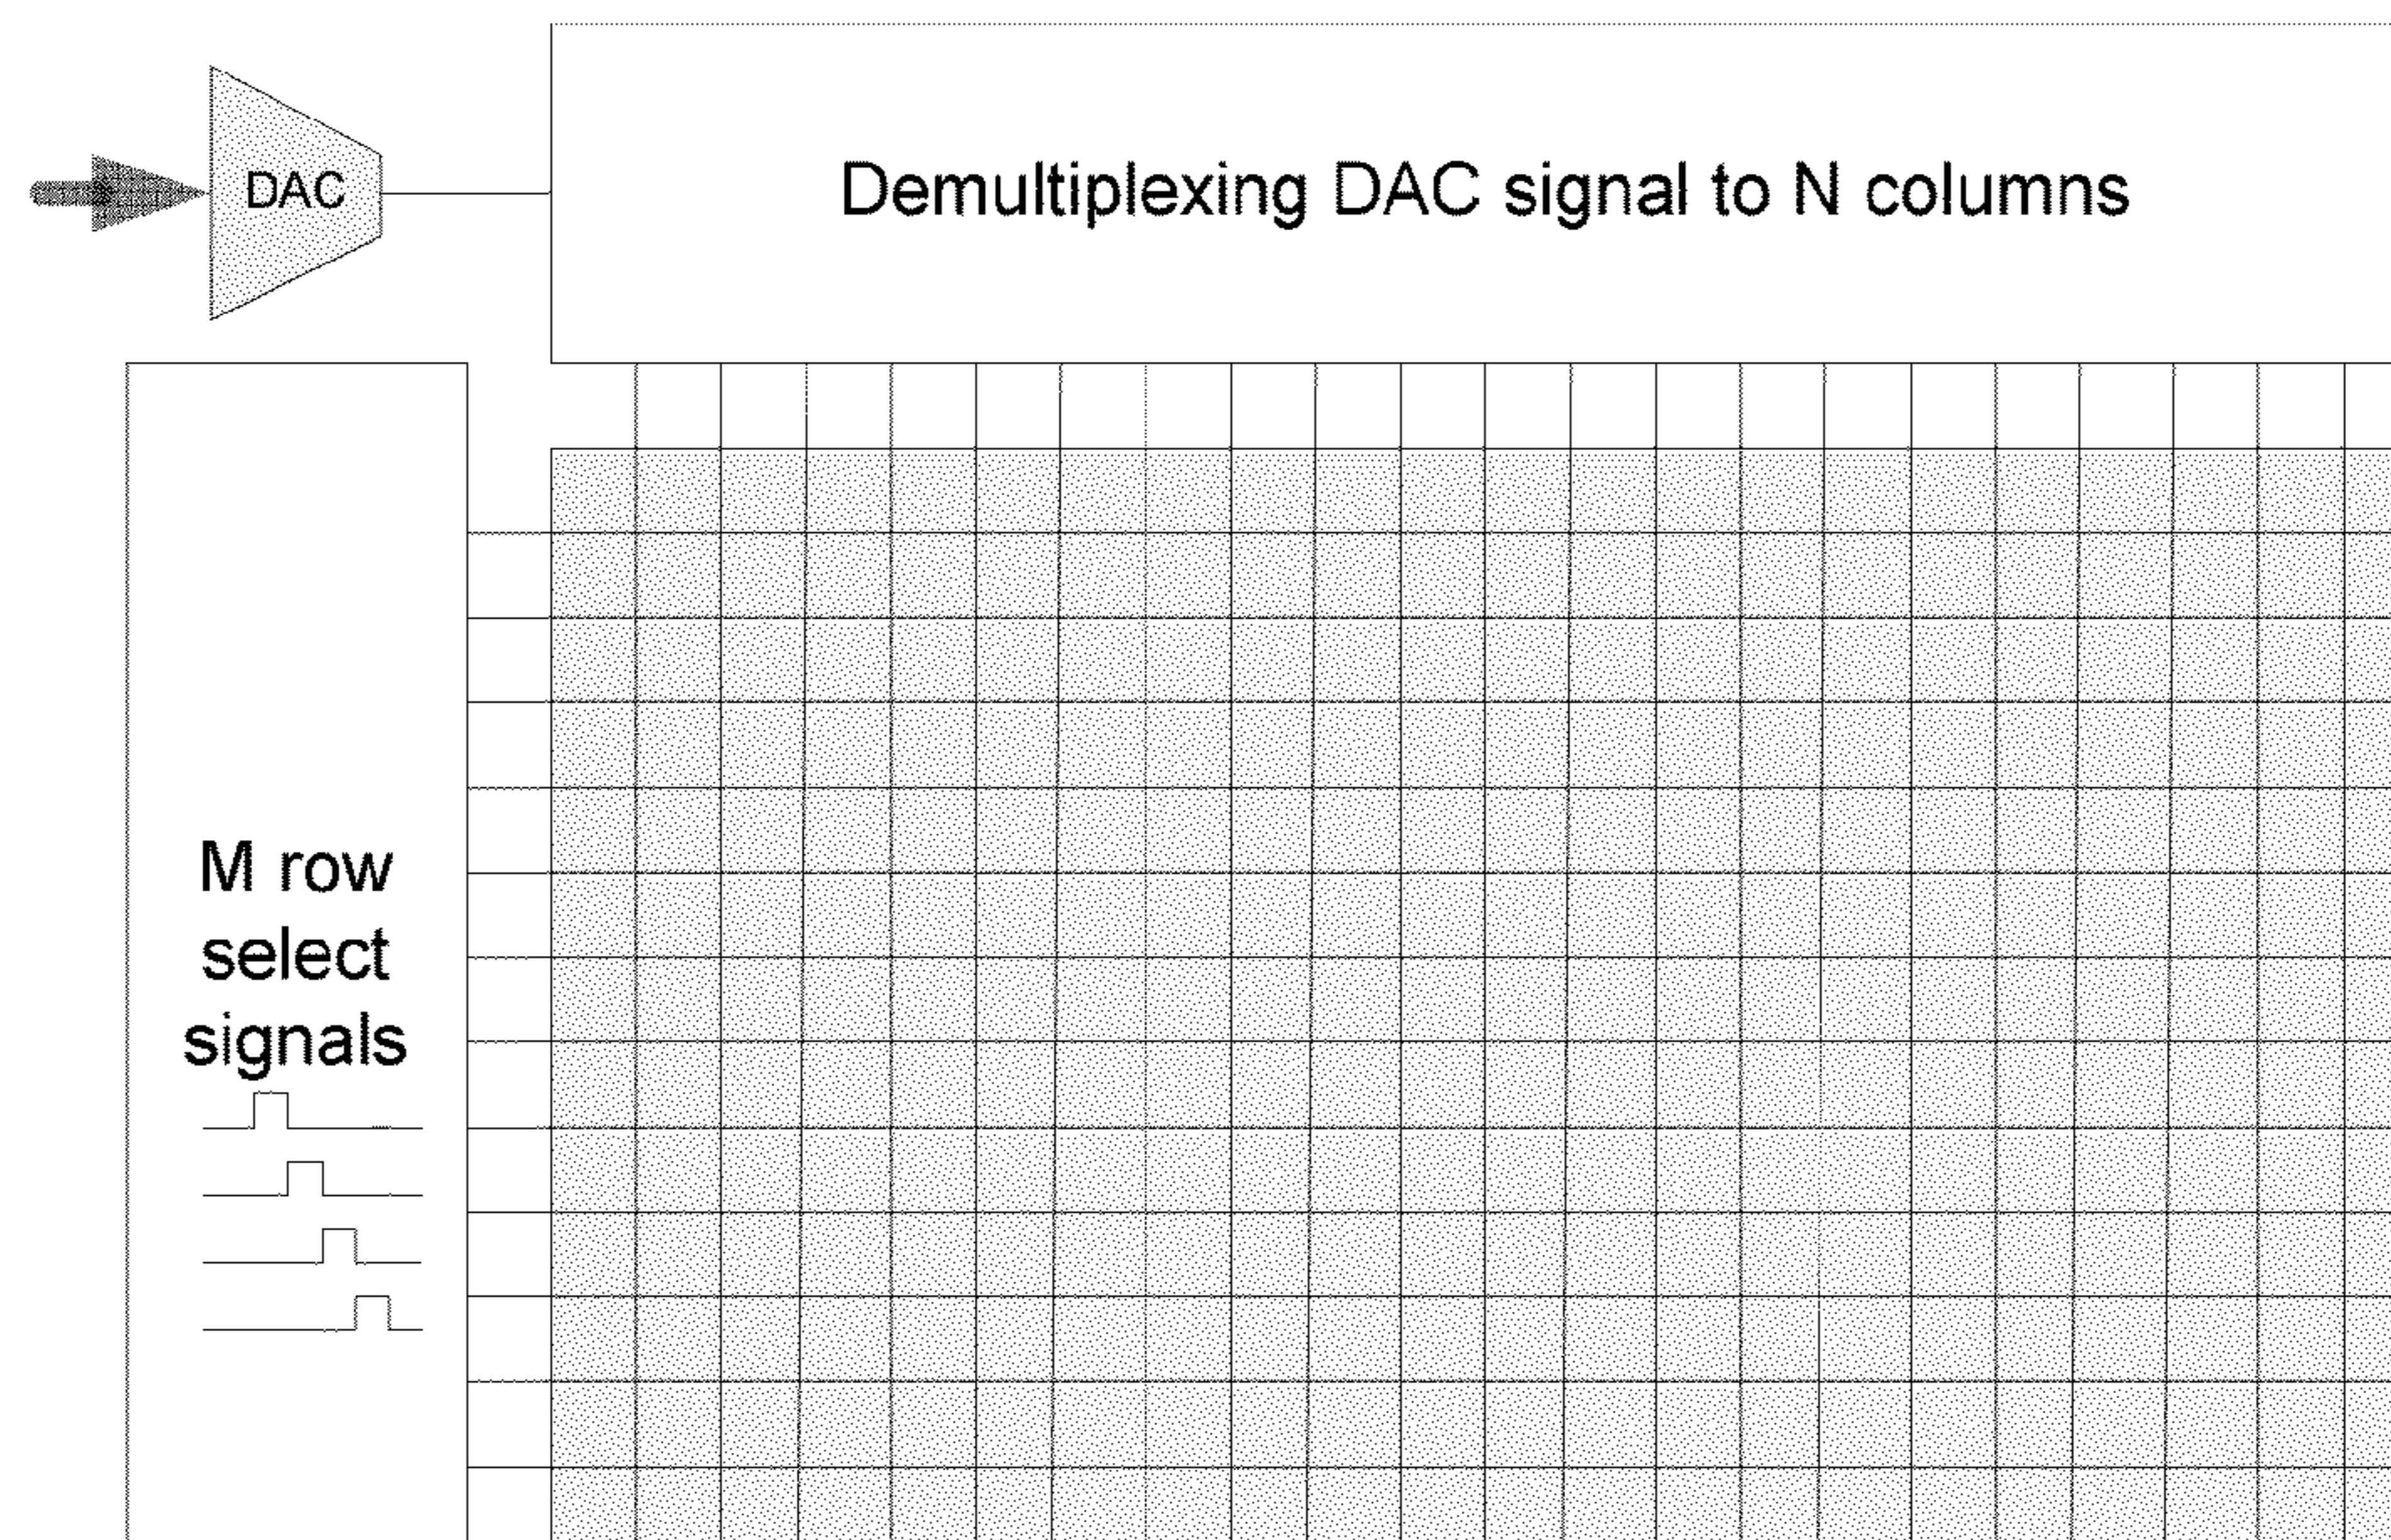 DAC
Demultiplexing DAC signal to N columns
M row
select
signals